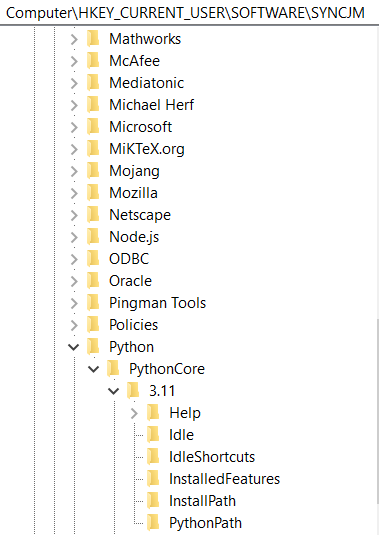 Computer\HKEY_CURRENT_USER\SOFTWARE\SYNCJM
Mathworks
McAfee
Mediatonic
Michael Herf
Microsoft
MiKTeX.org
Mojang
Mozilla
Netscape
Node.js
ODBC
Oracle
Pingman Tools
Policies
Python
PythonCore
3.11
Help
Idle
IdleShortcuts
InstalledFeatures
InstallPath
PythonPath